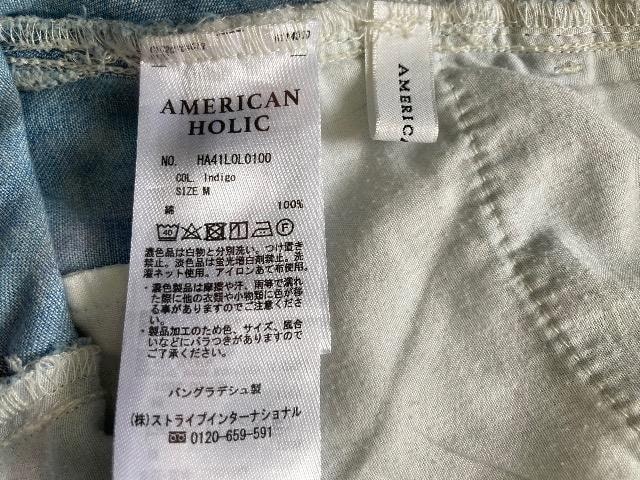 AMERICAN
HOLIC
AMERICA
NO. HA41L0L0100
COL. Indigo
SIZE M
綿 100%
40
F
濃色品は白物と分別洗い。つけ置き
禁止。淡色品は蛍光増白剤禁止。洗
濯ネット使用。アイロンあて布使用。
・濃色製品は摩擦や汗、雨等で濡れ
た際に他の衣類や小物類に色が移
る事がありますのでご注意くださ
い。
・製品加工のため色、サイズ、風合
いなどにバラつきがありますので
ご了承ください。
バングラデシュ製
(株)ストライプインターナショナル
0120-659-591